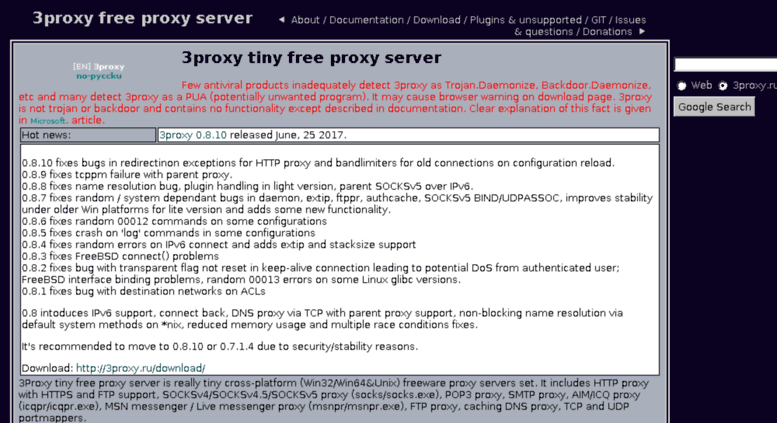 3proxy free proxy server
◄ About / Documentation / Download / Plugins & unsupported / GIT / Issues
& questions / Donations ►
3proxy tiny free proxy server
[EN] 3proxy
по-русски
Few antiviral products inadequately detect 3proxy as Trojan.Daemonize, Backdoor.Daemonize,
etc and many detect 3proxy as a PUA (potentially unwanted program). It may cause browser warning on download page. 3proxy
is not trojan or backdoor and contains no functionality except described in documentation. Clear explanation of this fact is given
in Microsoft. article.
Web 3proxy.ru
Google Search
Hot news: 3proxy 0.8.10 released June, 25 2017.
0.8.10 fixes bugs in redirectinon exceptions for HTTP proxy and bandlimiters for old connections on configuration reload.
0.8.9 fixes tcppm failure with parent proxy.
0.8.8 fixes name resolution bug, plugin handling in light version, parent SOCKSv5 over IPv6.
0.8.7 fixes random / system dependant bugs in daemon, extip, ftppr, authcache, SOCKSv5 BIND/UDPASSOC, improves stability
under older Win platforms for lite version and adds some new functionality.
0.8.6 fixes random 00012 commands on some configurations
0.8.5 fixes crash on 'log' commands in some configurations
0.8.4 fixes random errors on IPv6 connect and adds extip and stacksize support
0.8.3 fixes FreeBSD connect() problems
0.8.2 fixes bug with transparent flag not reset in keep-alive connection leading to potential DoS from authenticated user;
FreeBSD interface binding problems, random 00013 errors on some Linux glibc versions.
0.8.1 fixes bug with destination networks on ACLs
0.8 intoduces IPv6 support, connect back, DNS proxy via TCP with parent proxy support, non-blocking name resolution via
default system methods on *nix, reduced memory usage and multiple race conditions fixes.
It's recommended to move to 0.8.10 or 0.7.1.4 due to security/stability reasons.
Download: http://3proxy.ru/download/
3Proxy tiny free proxy server is really tiny cross-platform (Win32/Win64&Unix) freeware proxy servers set. It includes HTTP proxy
with HTTPS and FTP support, SOCKSv4/SOCKSv4.5/SOCKSv5 proxy (socks/socks.exe), POP3 proxy, SMTP proxy, AIM/ICQ proxy
(icqpr/icqpr.exe), MSN messenger / Live messenger proxy (msnpr/msnpr.exe), FTP proxy, caching DNS proxy, TCP and UDP
portmappers.